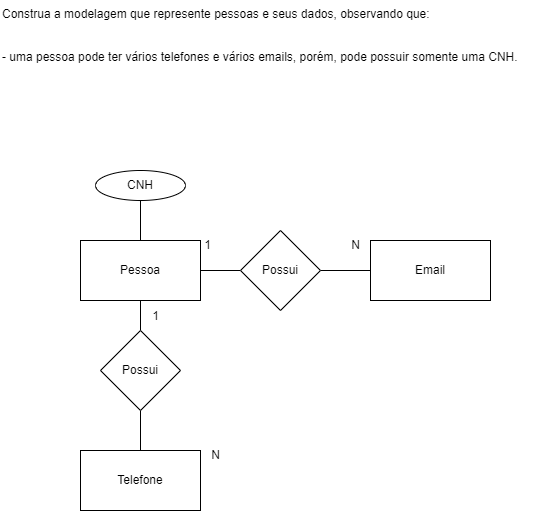 Construa a modelagem que represente pessoas e seus dados, observando que:
- uma pessoa pode ter vários telefones e vários emails, porém, pode possuir somente uma CNH.
CNH
1
N
Pessoa
Possui
Email
1
Possui
N
Telefone